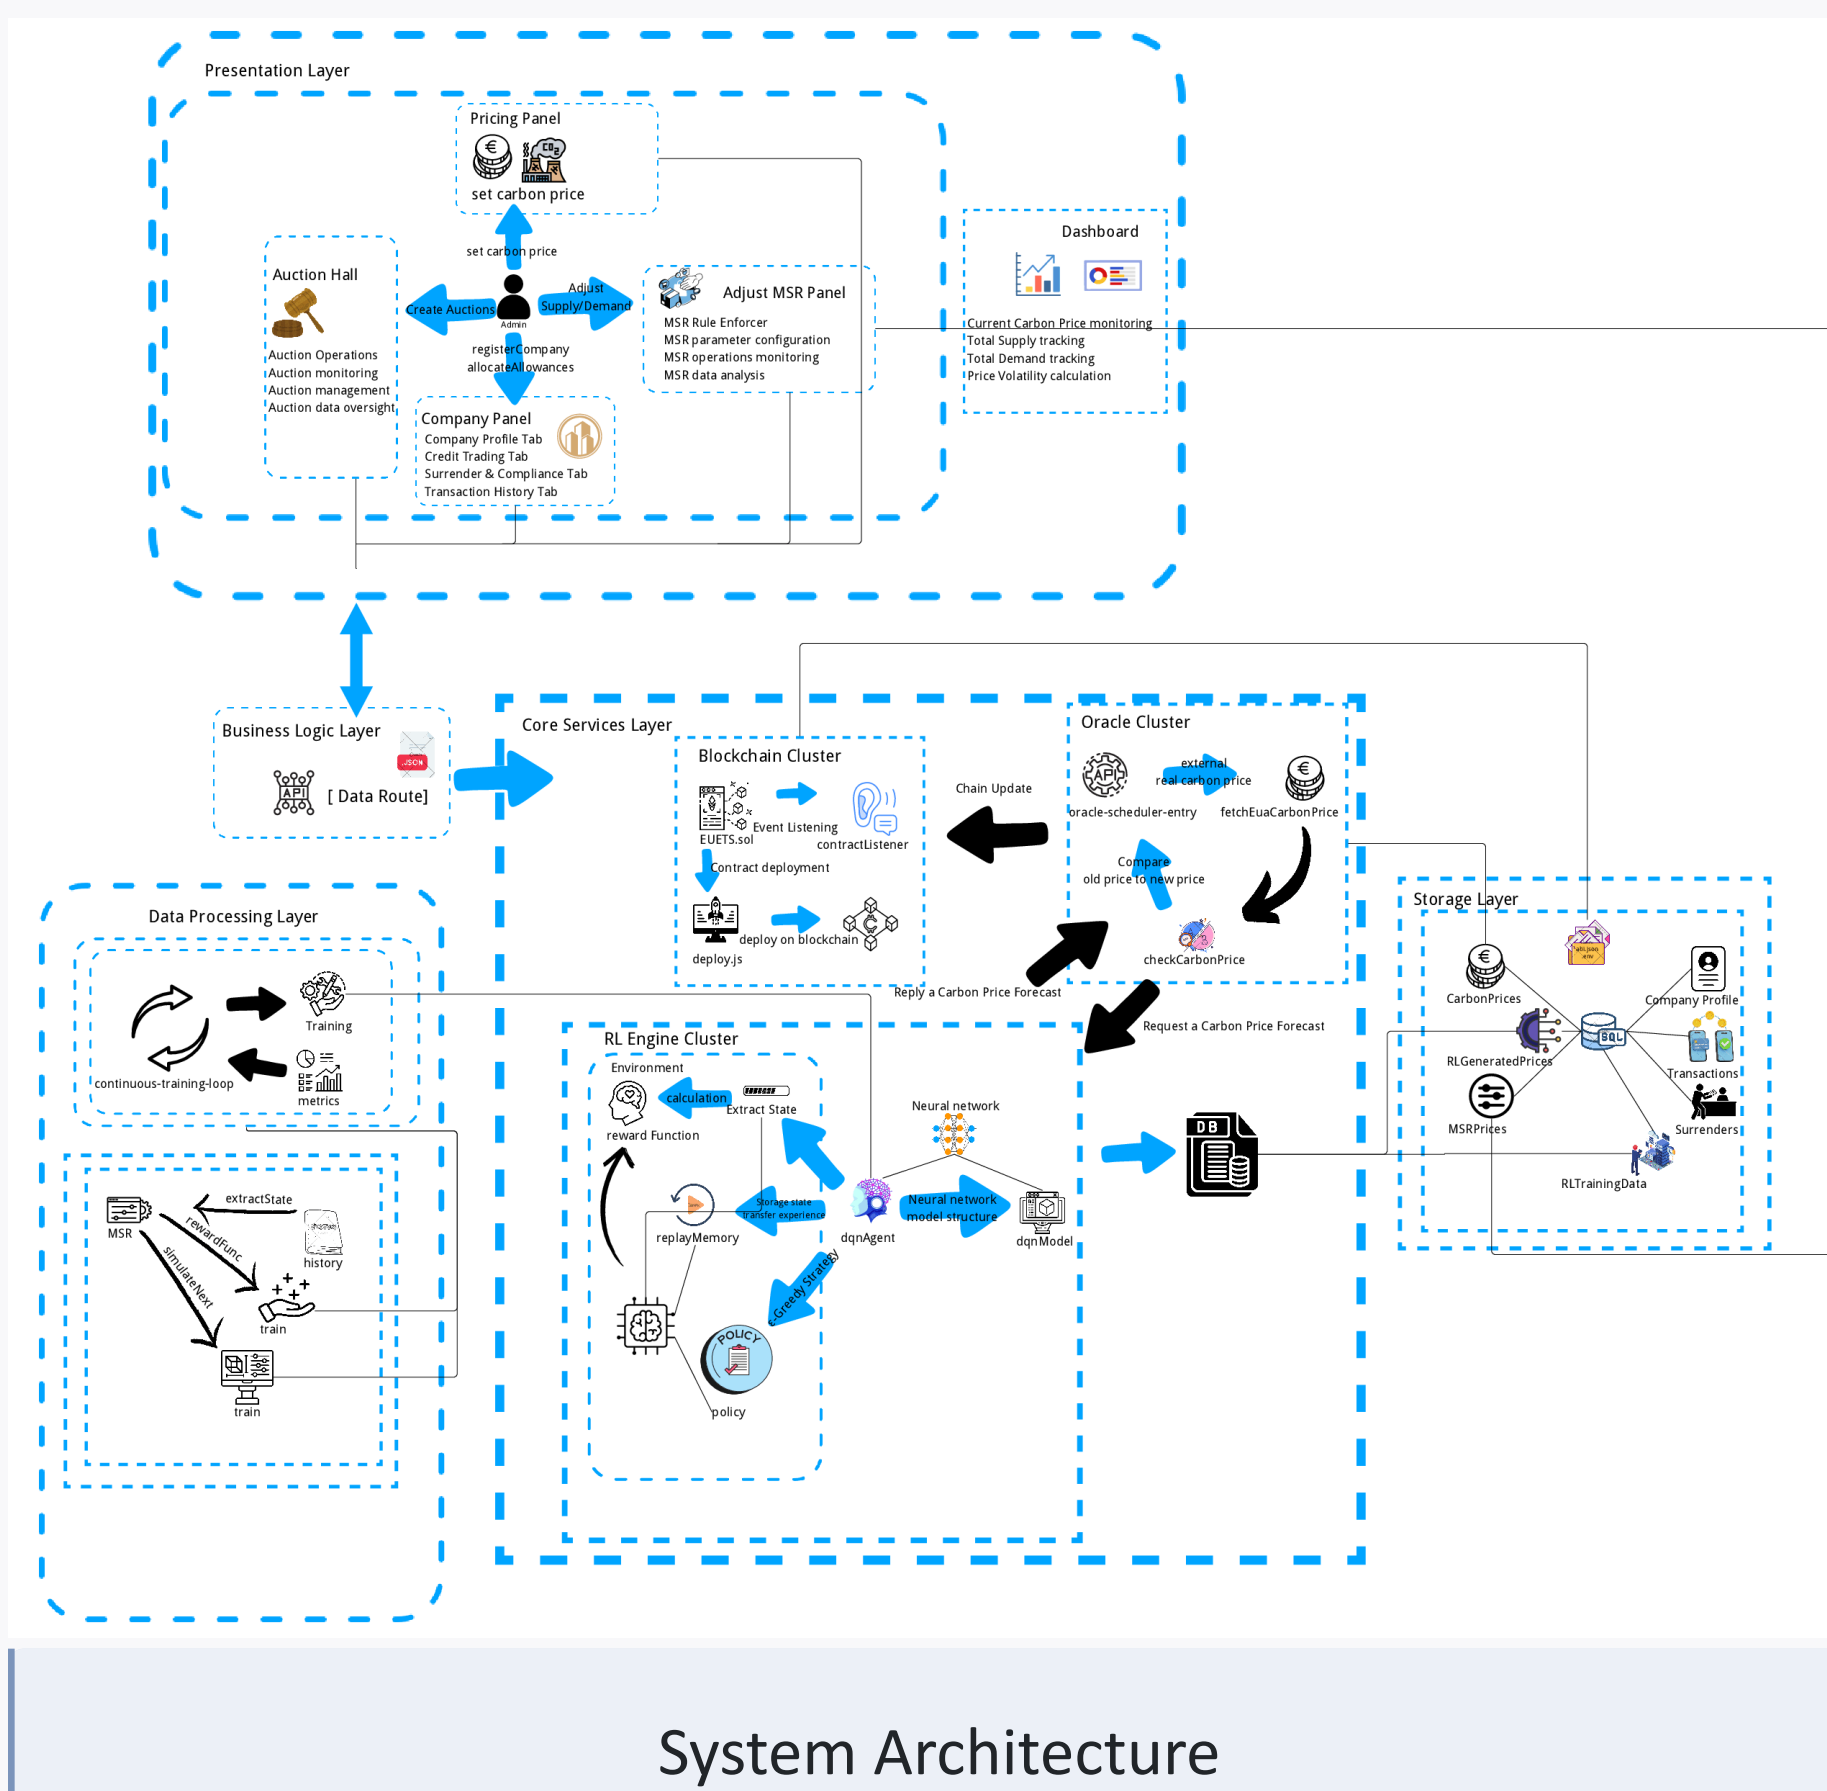 Presentation Layer
Pricing Panel
set carbon price
set carbon price
Auction Hall
Auction Operations
Auction monitoring
Auction management
Auction data oversight
Create Auctions
Admin
Adjust
Supply/Demand
registerCompany
allocateAllowances
Adjust MSR Panel
MSR Rule Enforcer
MSR parameter configuration
MSR operations monitoring
MSR data analysis
Company Panel
Company Profile Tab
Credit Trading Tab
Surrender & Compliance Tab
Transaction History Tab
Dashboard
Current Carbon Price monitoring
Total Supply tracking
Total Demand tracking
Price Volatility calculation
Business Logic Layer
JSON
API
[ Data Route]
Core Services Layer
Blockchain Cluster
EUETS.sol
Event Listening
contractListener
Contract deployment
deploy on blockchain
deploy.js
Chain Update
Oracle Cluster
API
external
real carbon price
oracle-scheduler-entry
fetchEuaCarbonPrice
Compare
old price to new price
checkCarbonPrice
Reply a Carbon Price Forecast
Request a Carbon Price Forecast
Data Processing Layer
Training
continuous-training-loop
metrics
MSR
extractState
history
rewardFunc
simulateNext
train
train
RL Engine Cluster
Environment
calculation
Extract State
reward Function
Neural network
Storage state
transfer experience
replayMemory
dqnAgent
Neural network
model structure
dqnModel
ε-Greedy Strategy
POLICY
policy
DB
Storage Layer
CarbonPrices
Company Profile
SQL
RLGeneratedPrices
Transactions
MSRPrices
Surrenders
RLTrainingData
System Architecture